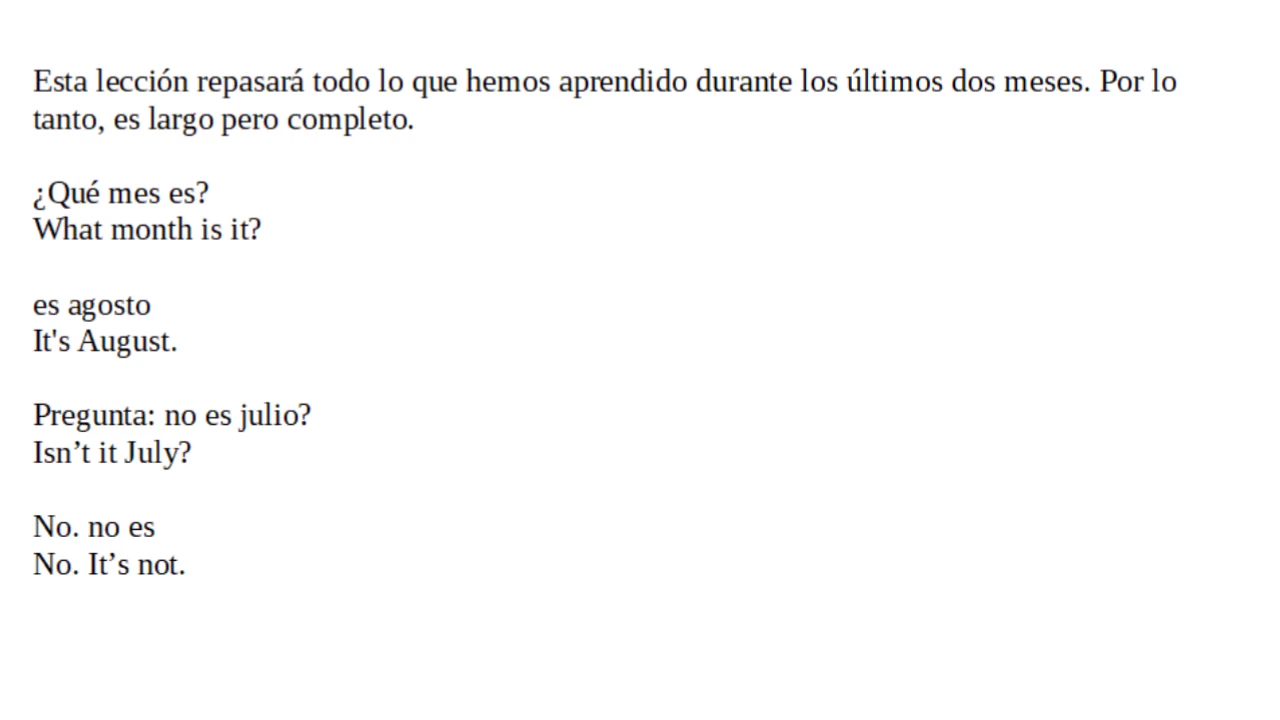 Esta lección repasará todo lo que hemos aprendido durante los últimos dos meses. Por lo
tanto, es largo pero completo.
¿Qué mes es?
What month is it?
es agosto
It's August.
Pregunta: no es julio?
Isn’t it July?
No. no es
No. It’s not.